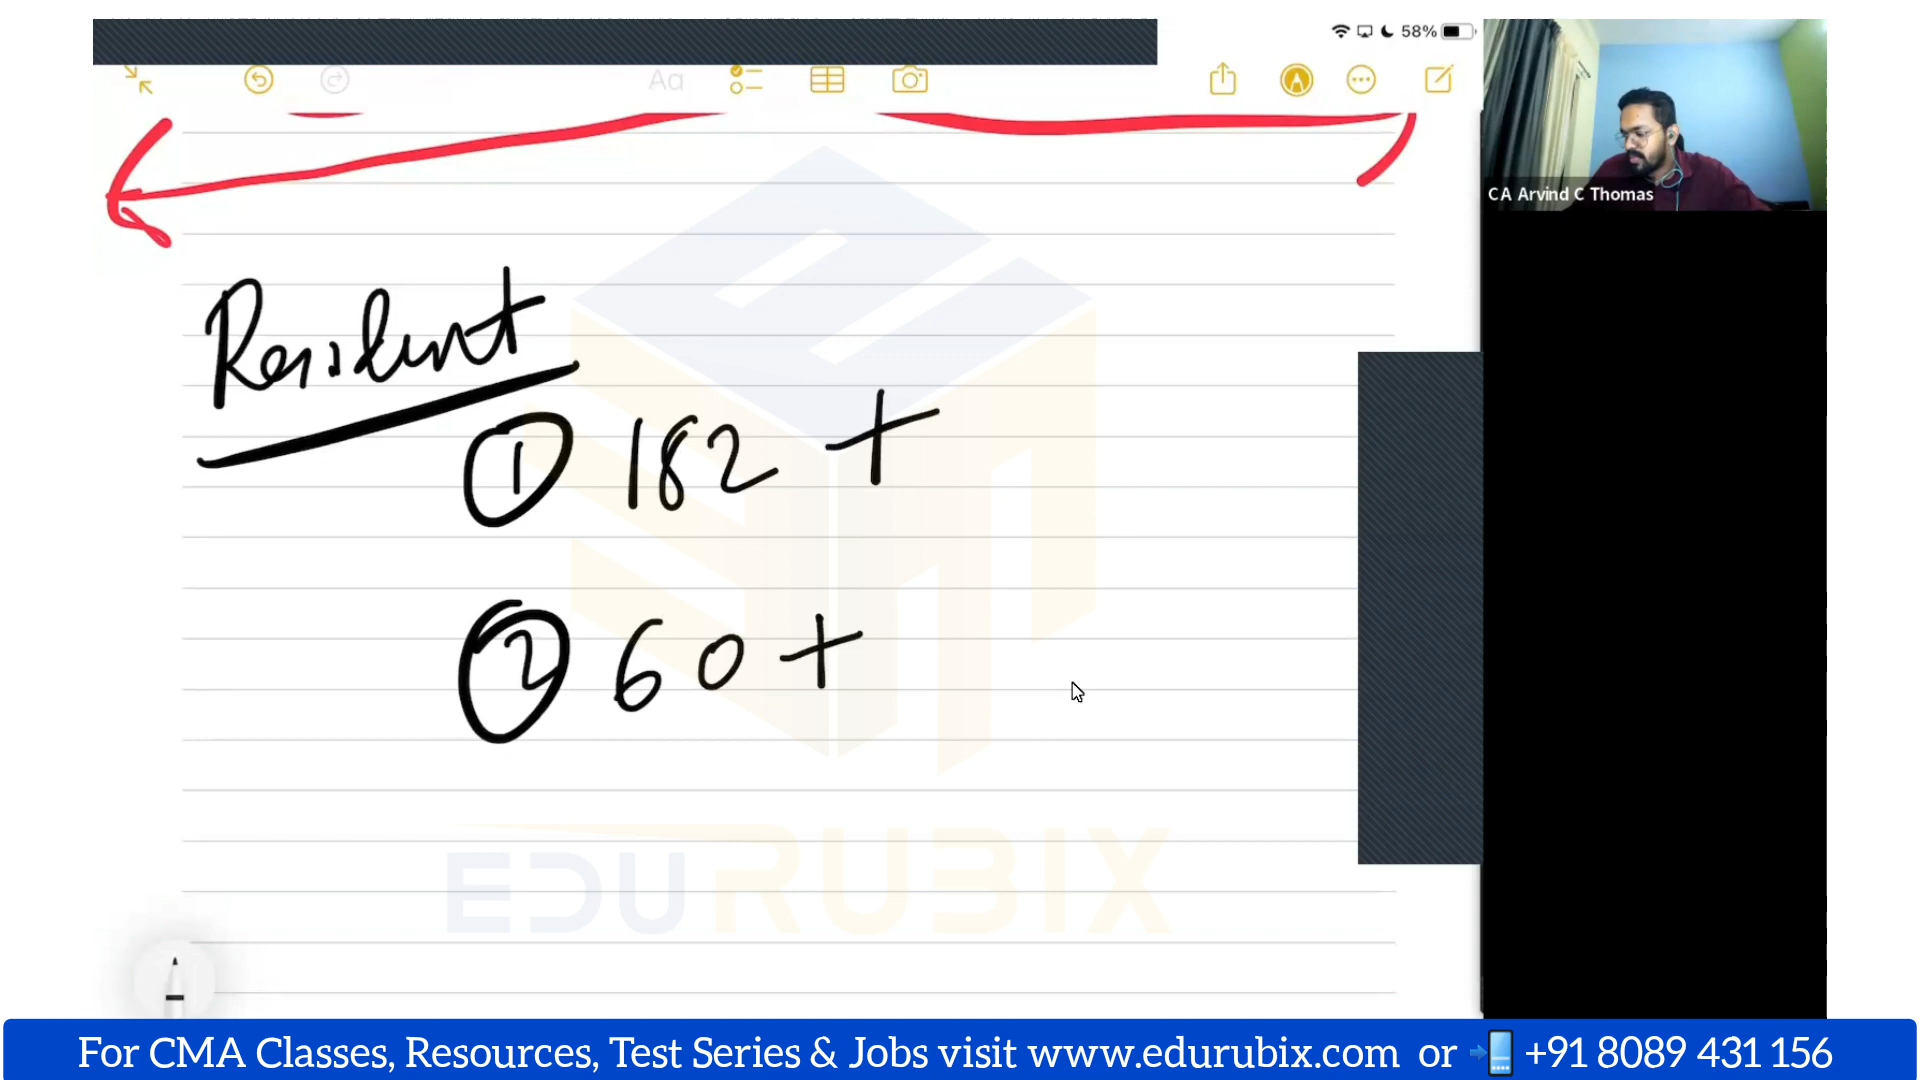 58%
Aa
CA Arvind C Thomas
Resident
1 182 +
2 60 +
EDURUBIX
For CMA Classes, Resources, Test Series & Jobs visit www.edurubix.com or +91 8089 431 156